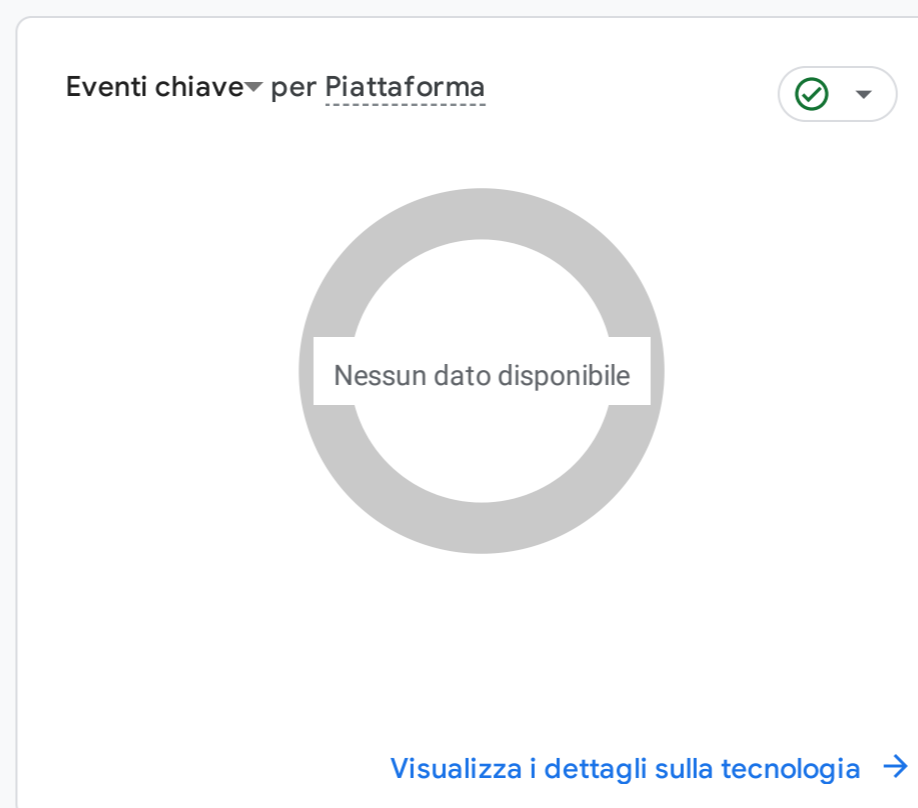 Eventi chiave per Piattaforma
Nessun dato disponibile
Visualizza i dettagli sulla tecnologia